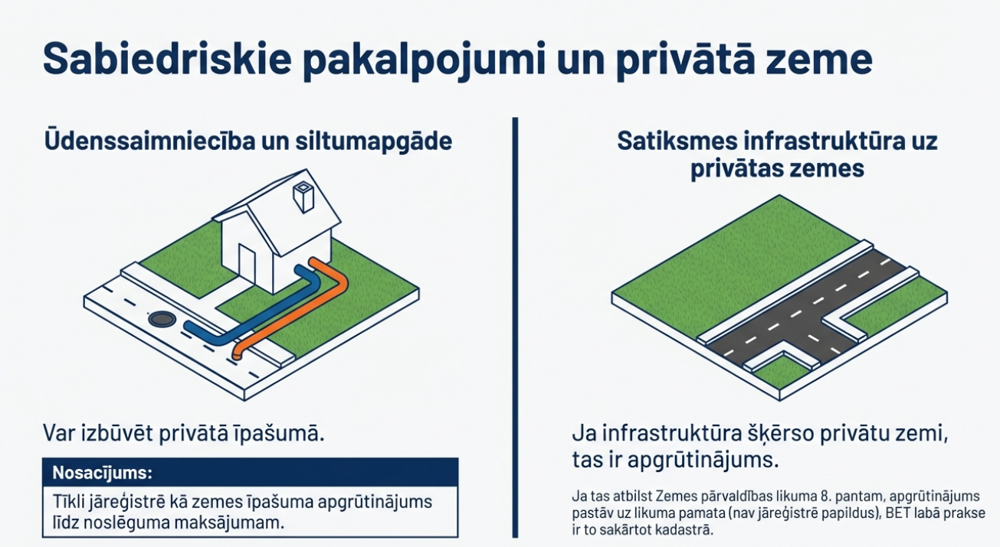 Sabiedriskie pakalpojumi un privātā zeme
Ūdenssaimniecība un siltumapgāde
Var izbūvēt privātā īpašumā.
Nosacījums:
Tīkli jāreģistrē kā zemes īpašuma apgrūtinājums
līdz noslēguma maksājumam.
Satiksmes infrastruktūra uz
privātas zemes
Ja infrastruktūra šķērso privātu zemi,
tas ir apgrūtinājums.
Ja tas atbilst Zemes pārvaldības likuma 8. pantam, apgrūtinājums
pastāv uz likuma pamata (nav jāreģistrē papildus), BET labā prakse
ir to sakārtot kadastrā.